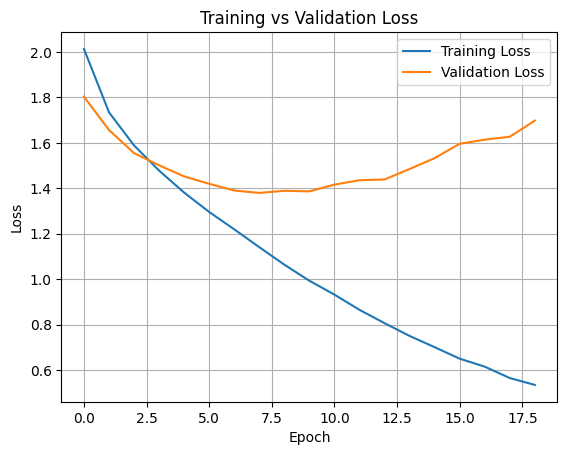 Training vs Validation Loss
Training Loss
Validation Loss
2.0
1.8
1.6
1.4
1.2
1.0
0.8
0.6
Loss
0.0 2.5 5.0 7.5 10.0 12.5 15.0 17.5
Epoch